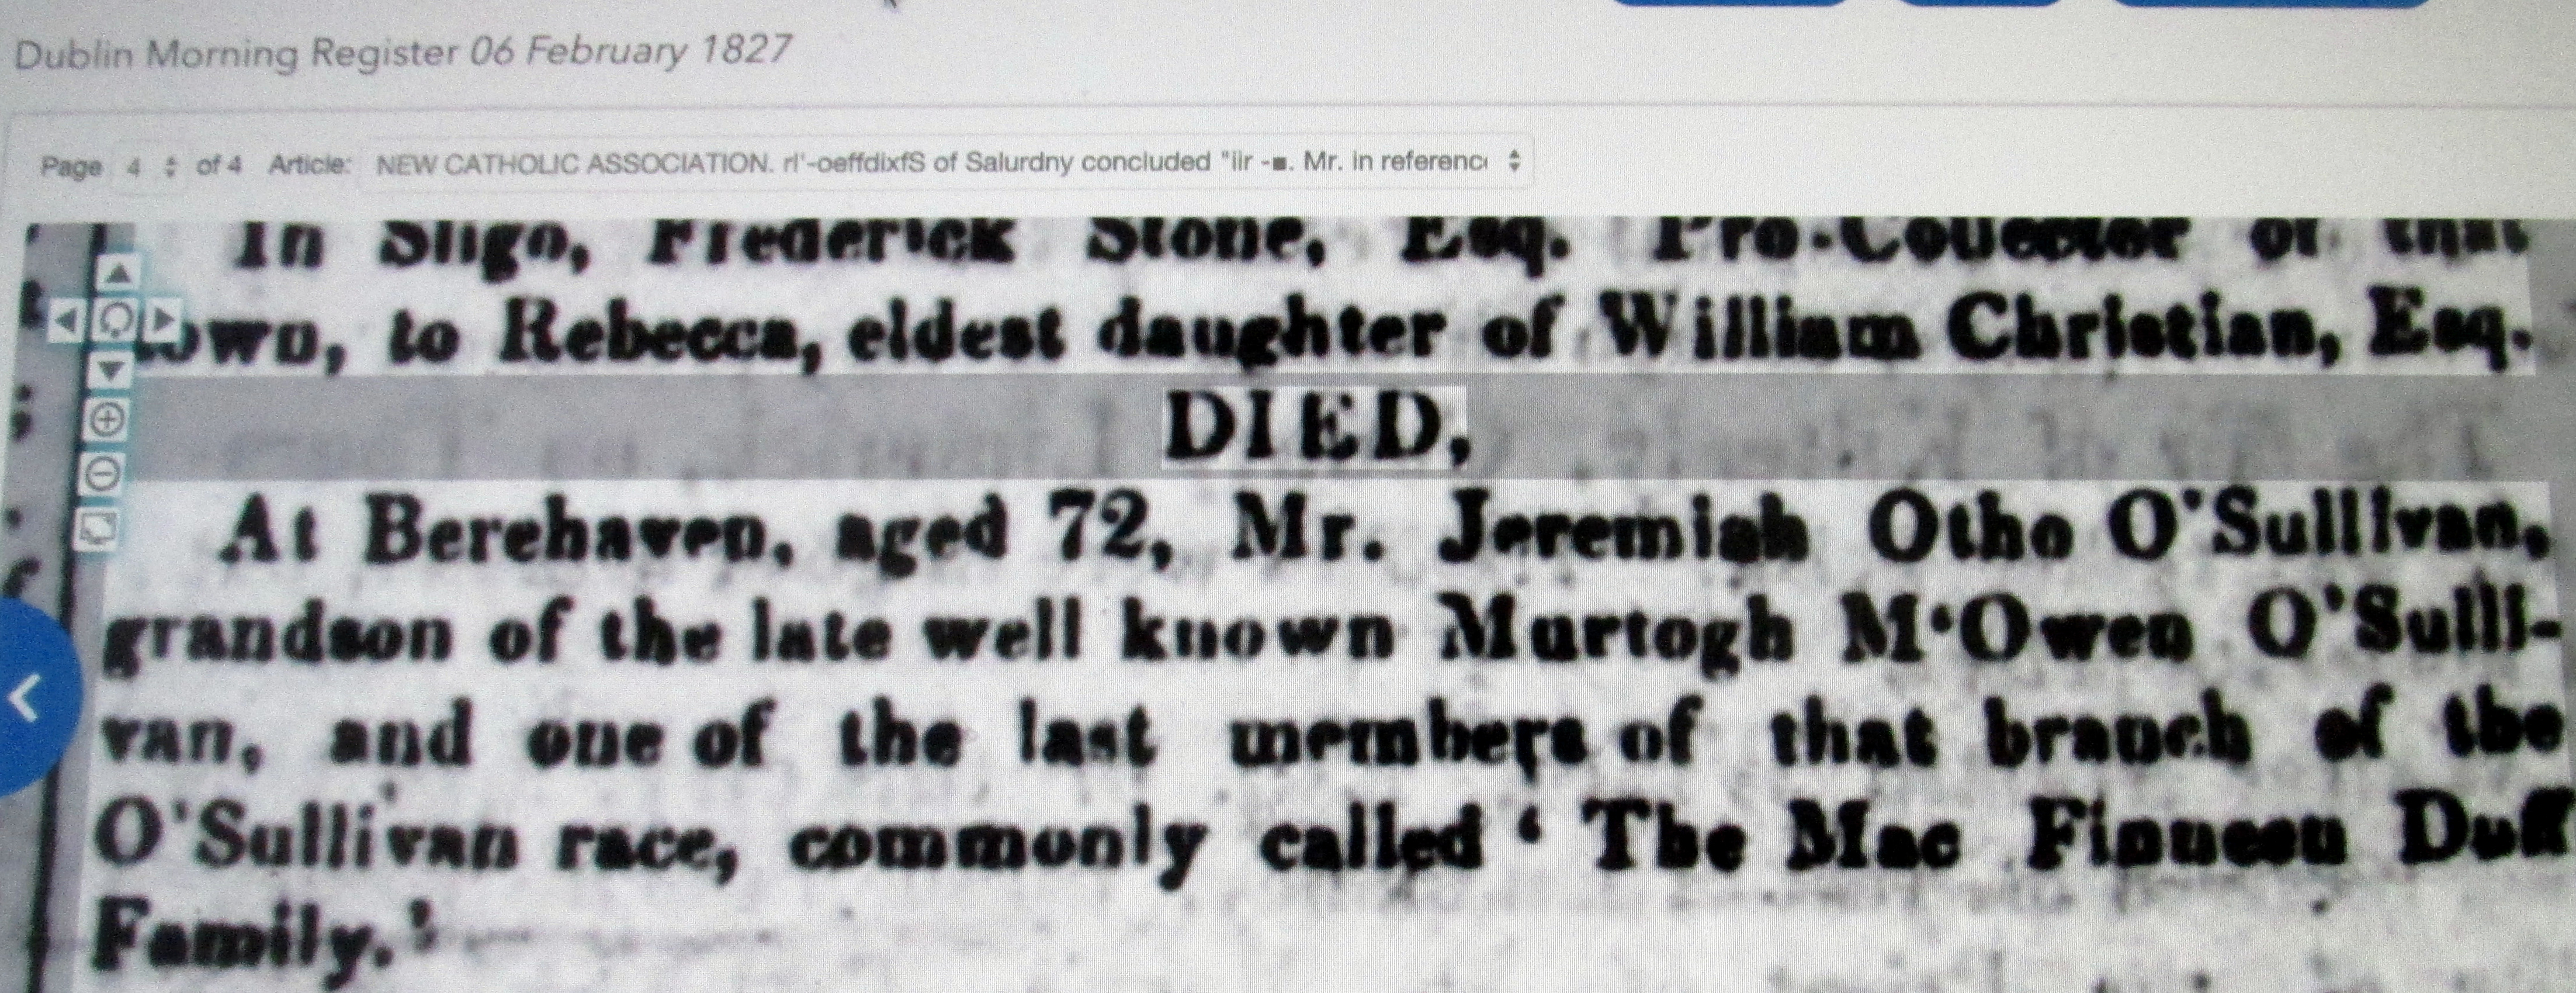 Dublin Morning Register 06 February 1827
Page 4 of 4 Article: NEW CATHOLIC ASSOCIATION. rl'-oeffdixfS of Salurdny concluded "iir -■. Mr. in referenc
In Sligo, Frederick Stone, Esq. Pro-Collector of that
town, to Rebecca, eldest daughter of William Christian, Esq.
DIED,
At Berehaven, aged 72, Mr. Jeremiah Otho O'Sullivan,
grandson of the late well known Murtogh M'Owen O'Sulli-
van, and one of the last members of that branch of the
O'Sullivan race, commonly called ‘ The Mac Finneen Duff
Family.’